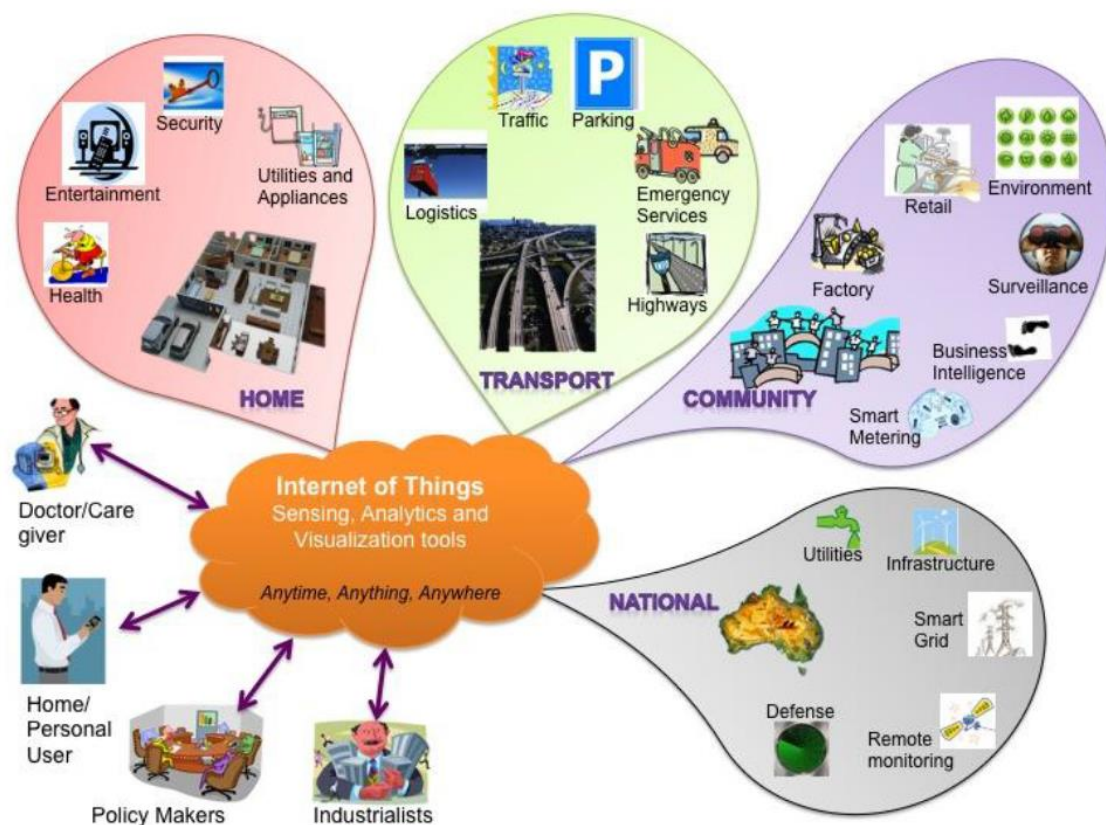 Security
Entertainment
Utilities and
Appliances
Health
HOME
Traffic
Parking
P
Logistics
Emergency
Services
Highways
TRANSPORT
Retail
Environment
Factory
Surveillance
Business
Intelligence
Smart
Metering
COMMUNITY
Internet of Things
Sensing, Analytics and
Visualization tools
Anytime, Anything, Anywhere
NATIONAL
Utilities
Infrastructure
Smart
Grid
Defense
Remote
monitoring
Doctor/Care
giver
Home/
Personal
User
Policy Makers
Industrialists